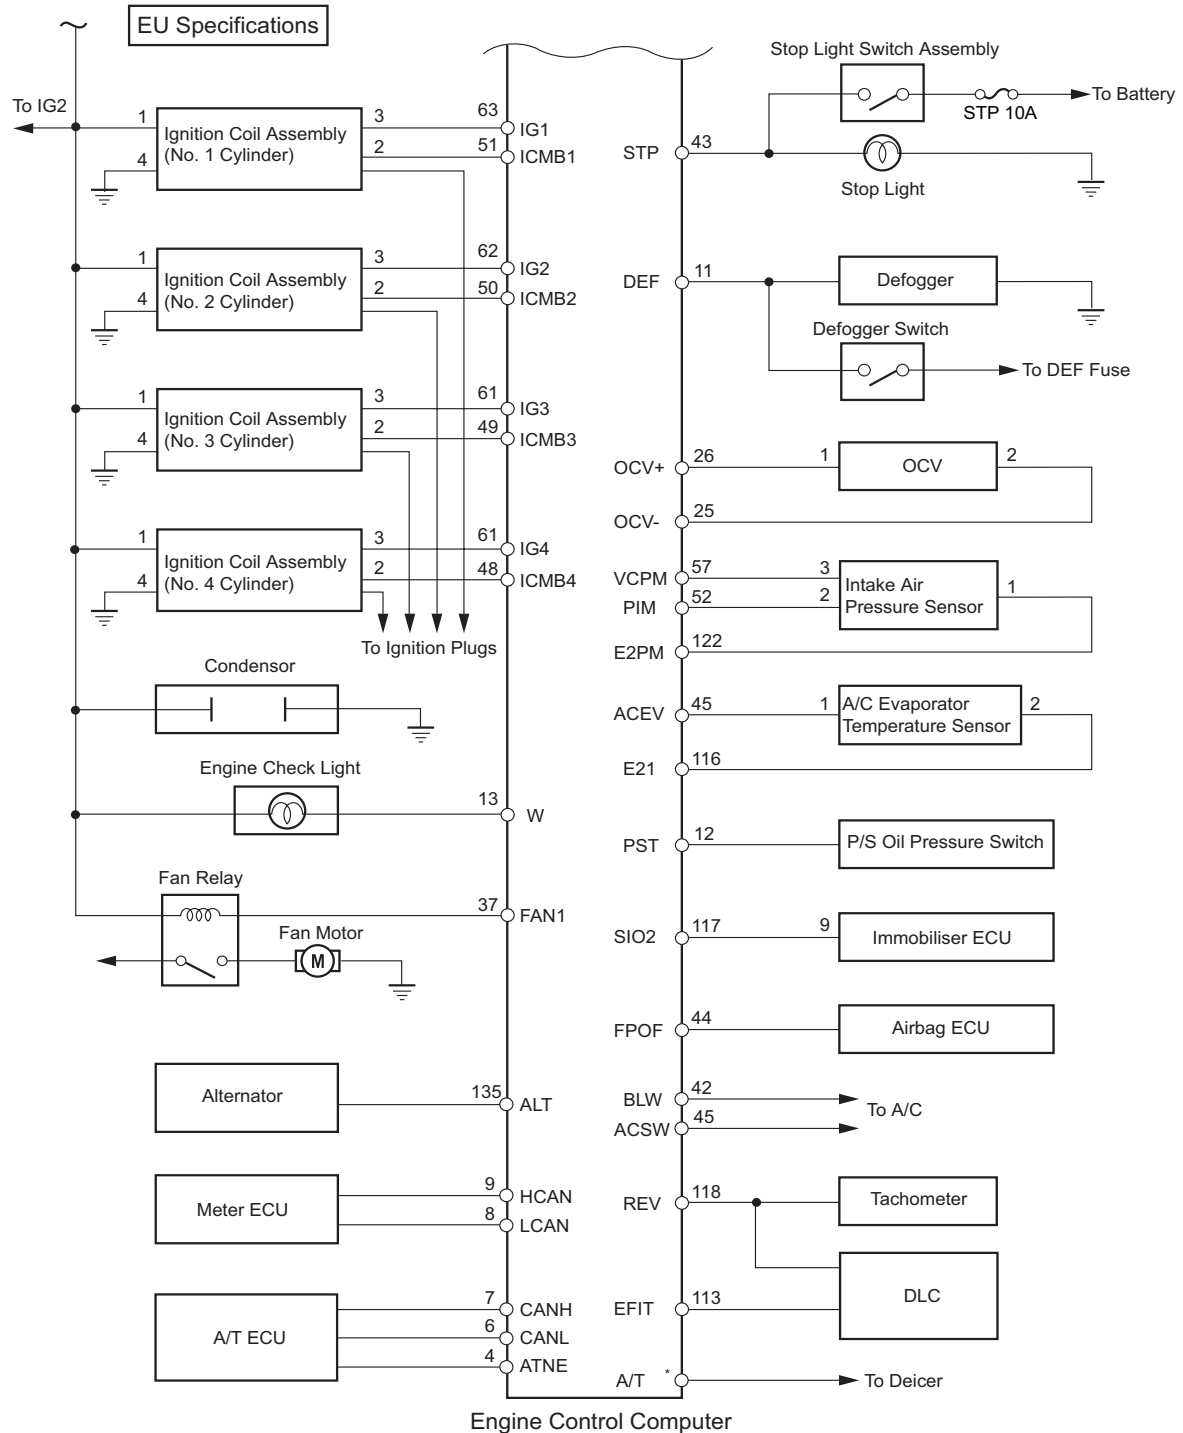 EU Specifications
To IG2
1
Ignition Coil Assembly
(No. 1 Cylinder)
4
3
2
63
IG1
51
ICMB1
1
Ignition Coil Assembly
(No. 2 Cylinder)
4
3
2
62
IG2
50
ICMB2
1
Ignition Coil Assembly
(No. 3 Cylinder)
4
3
2
61
IG3
49
ICMB3
1
Ignition Coil Assembly
(No. 4 Cylinder)
4
3
2
61
IG4
48
ICMB4
To Ignition Plugs
Condensor
Engine Check Light
13
W
Fan Relay
37
FAN1
Fan Motor
M
Alternator
135
ALT
Meter ECU
9
HCAN
8
LCAN
A/T ECU
7
CANH
6
CANL
4
ATNE
Stop Light Switch Assembly
To Battery
STP 10A
STP
43
Stop Light
DEF
11
Defogger
Defogger Switch
To DEF Fuse
OCV+
26
1
OCV
2
OCV-
25
VCPM
57
3
PIM
52
2
Intake Air
Pressure Sensor
1
E2PM
122
ACEV
45
1
A/C Evaporator
Temperature Sensor
2
E21
116
PST
12
P/S Oil Pressure Switch
SIO2
117
9
Immobiliser ECU
FPOF
44
Airbag ECU
BLW
42
ACSW
45
To A/C
REV
118
Tachometer
EFIT
113
DLC
A/T
*
To Deicer
Engine Control Computer